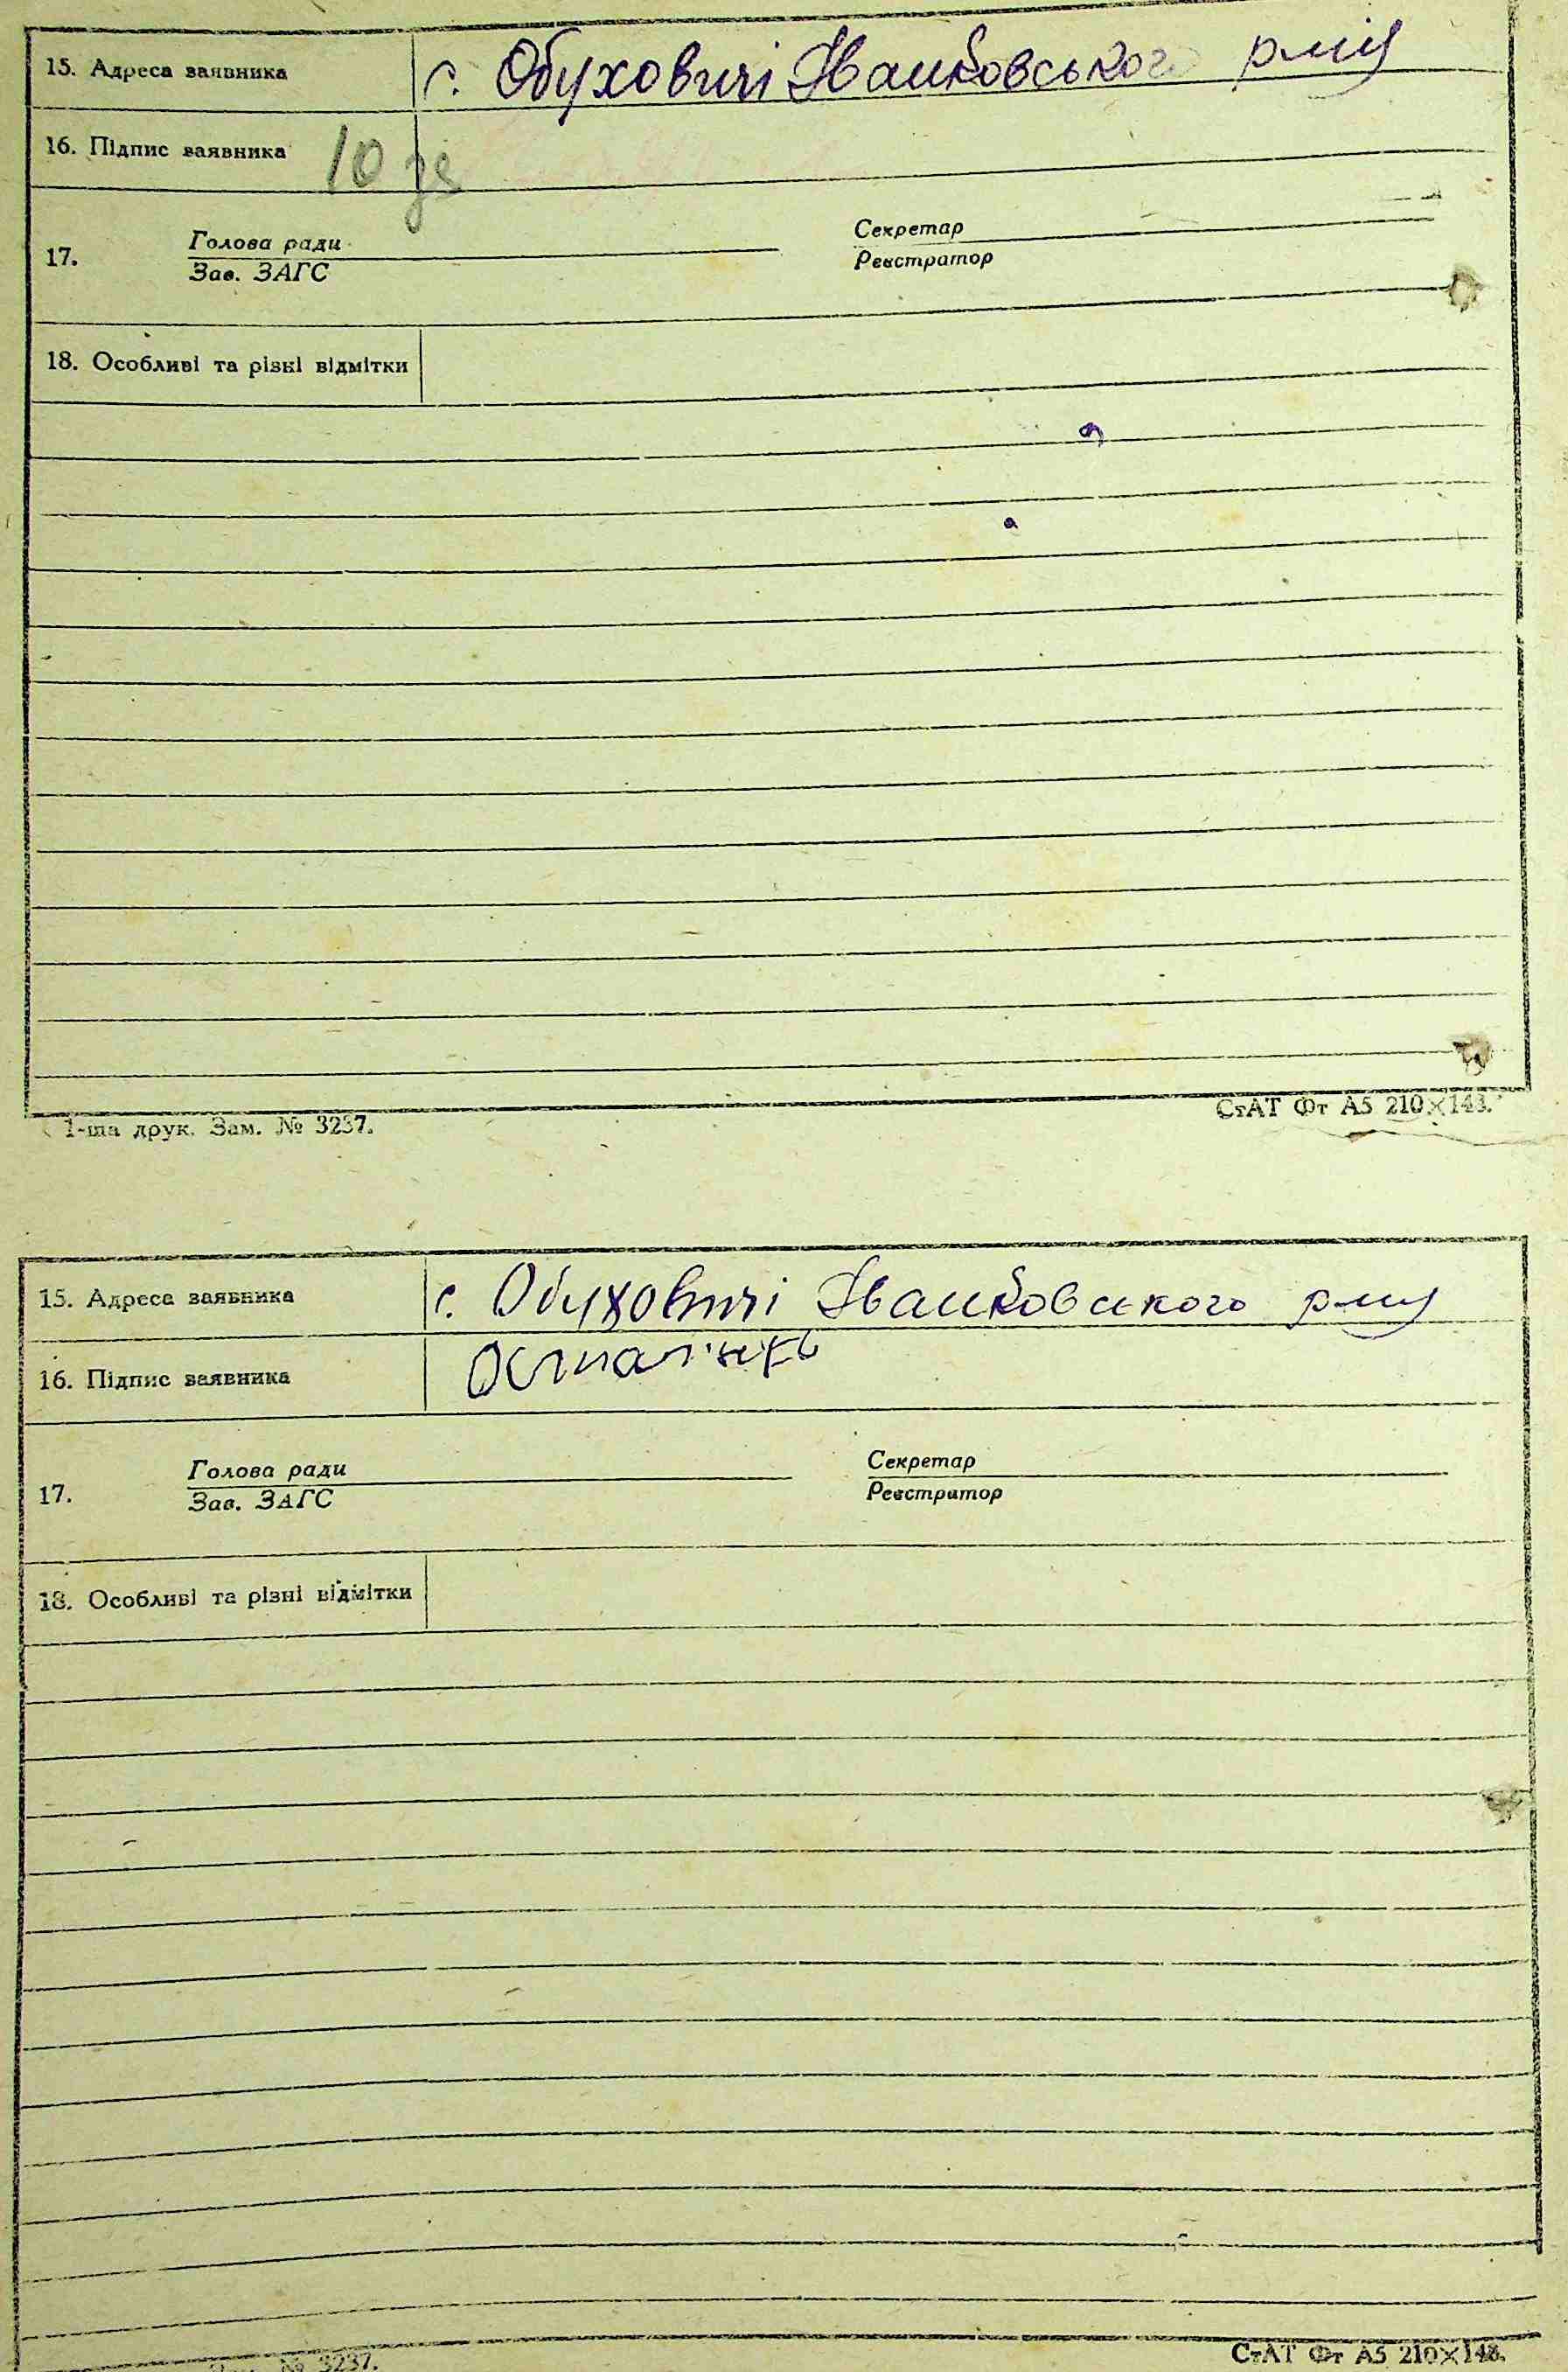 15. Адреса заявника с. Обуховичі Іванковського р-ну
16. Підпис заявника 10
Голова ради Секретар
17.
Зав. ЗАГС Реєстратор
18. Особливі та різні відмітки
1-ша друк. Зам. № 3237. СтАТ Фт А5 210×148.
15. Адреса заявника с. Обуховичі Іванковського р-ну
16. Підпис заявника
Голова ради Секретар
17.
Зав. ЗАГС Реєстратор
18. Особливі та різні відмітки
№ 3237. СтАТ Фт А5 210×148.